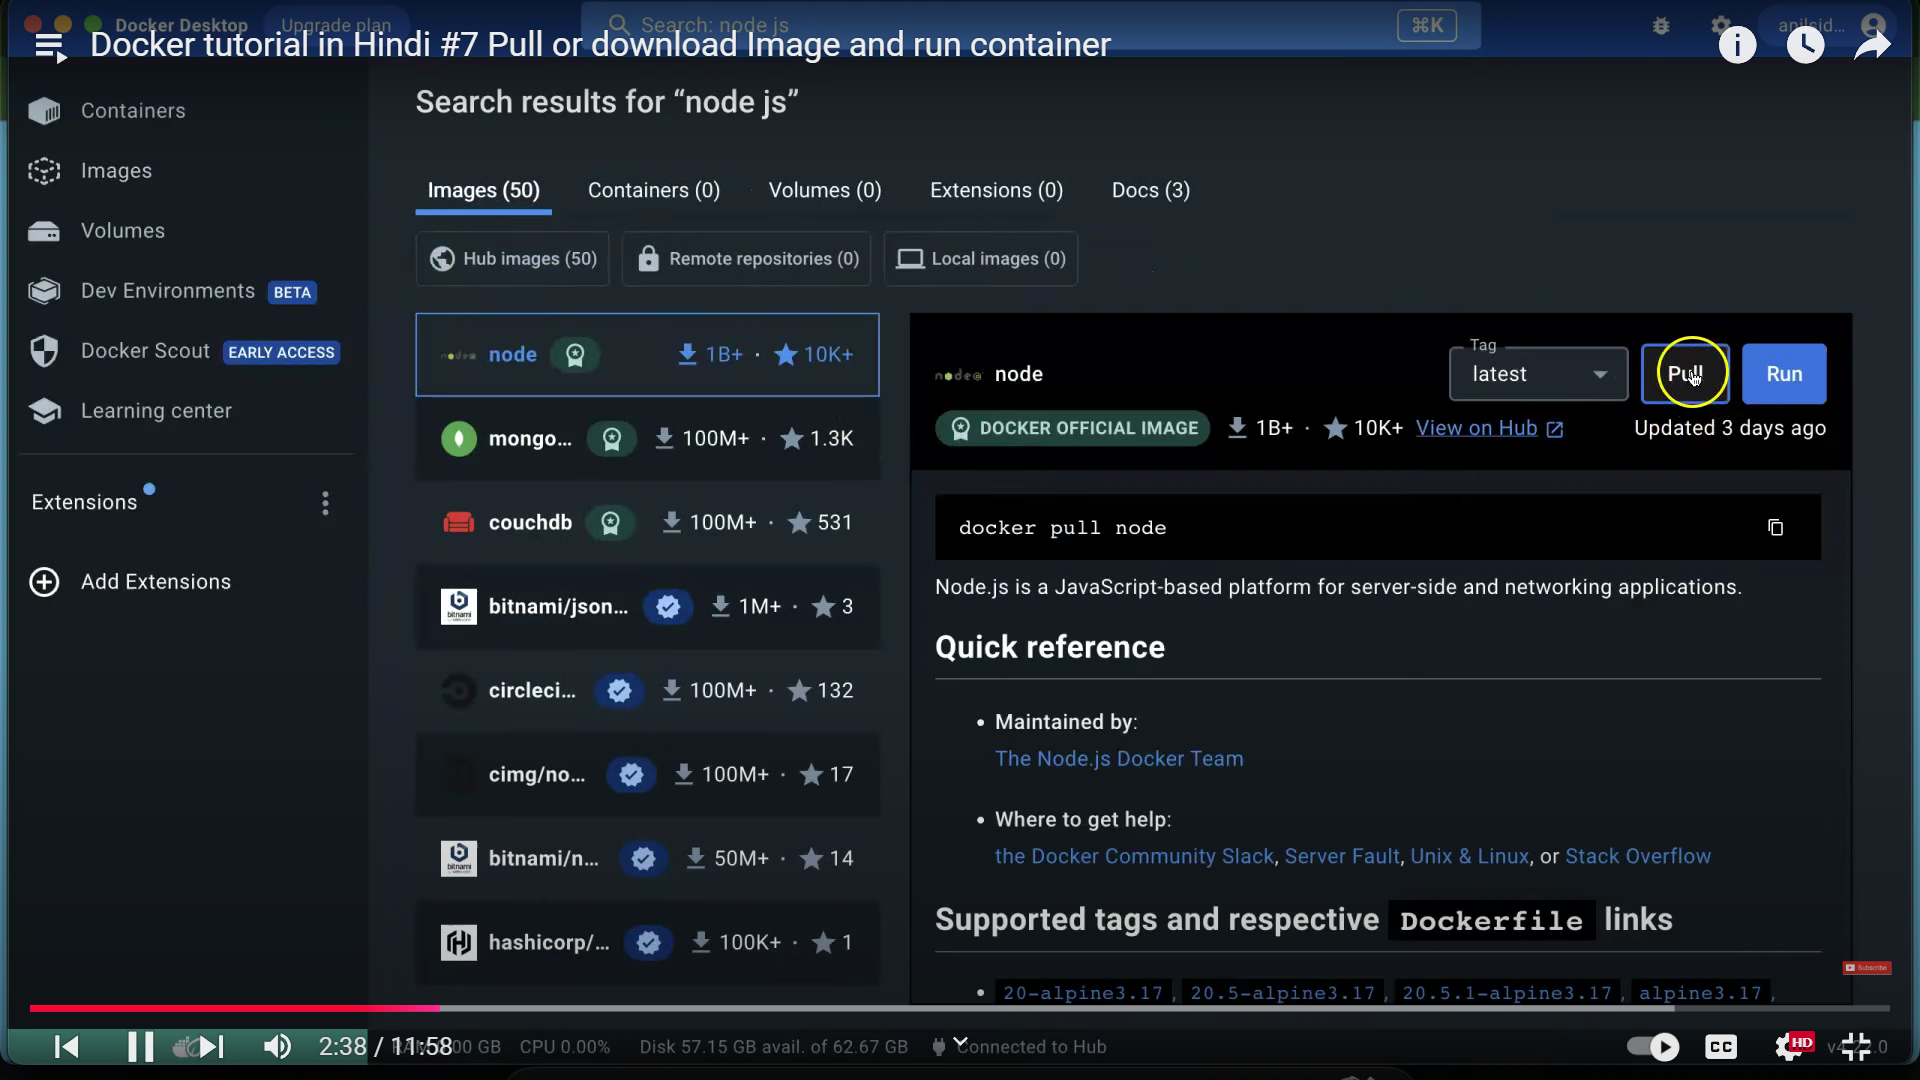 Docker Desktop
Upgrade plan
Search: node js
⌘K
anilsid...
Docker tutorial in Hindi #7 Pull or download Image and run container
Containers
Images
Volumes
Dev Environments BETA
Docker Scout EARLY ACCESS
Learning center
Extensions
Add Extensions
Search results for “node js”
Images (50)
Containers (0)
Volumes (0)
Extensions (0)
Docs (3)
Hub images (50)
Remote repositories (0)
Local images (0)
node 1B+ · 10K+
mongo... 100M+ · 1.3K
couchdb 100M+ · 531
bitnami/json... 1M+ · 3
circleci... 100M+ · 132
cimg/no... 100M+ · 17
bitnami/n... 50M+ · 14
hashicorp/... 100K+ · 1
node
Tag
latest
Pull
Run
DOCKER OFFICIAL IMAGE 1B+ · 10K+ View on Hub Updated 3 days ago
docker pull node
Node.js is a JavaScript-based platform for server-side and networking applications.
Quick reference
• Maintained by:
The Node.js Docker Team
• Where to get help:
the Docker Community Slack, Server Fault, Unix & Linux, or Stack Overflow
Supported tags and respective Dockerfile links
• 20-alpine3.17, 20.5-alpine3.17, 20.5.1-alpine3.17, alpine3.17,
Subscribe
2:38 / 11:58
GB CPU 0.00% Disk 57.15 GB avail. of 62.67 GB Connected to Hub
CC
HD